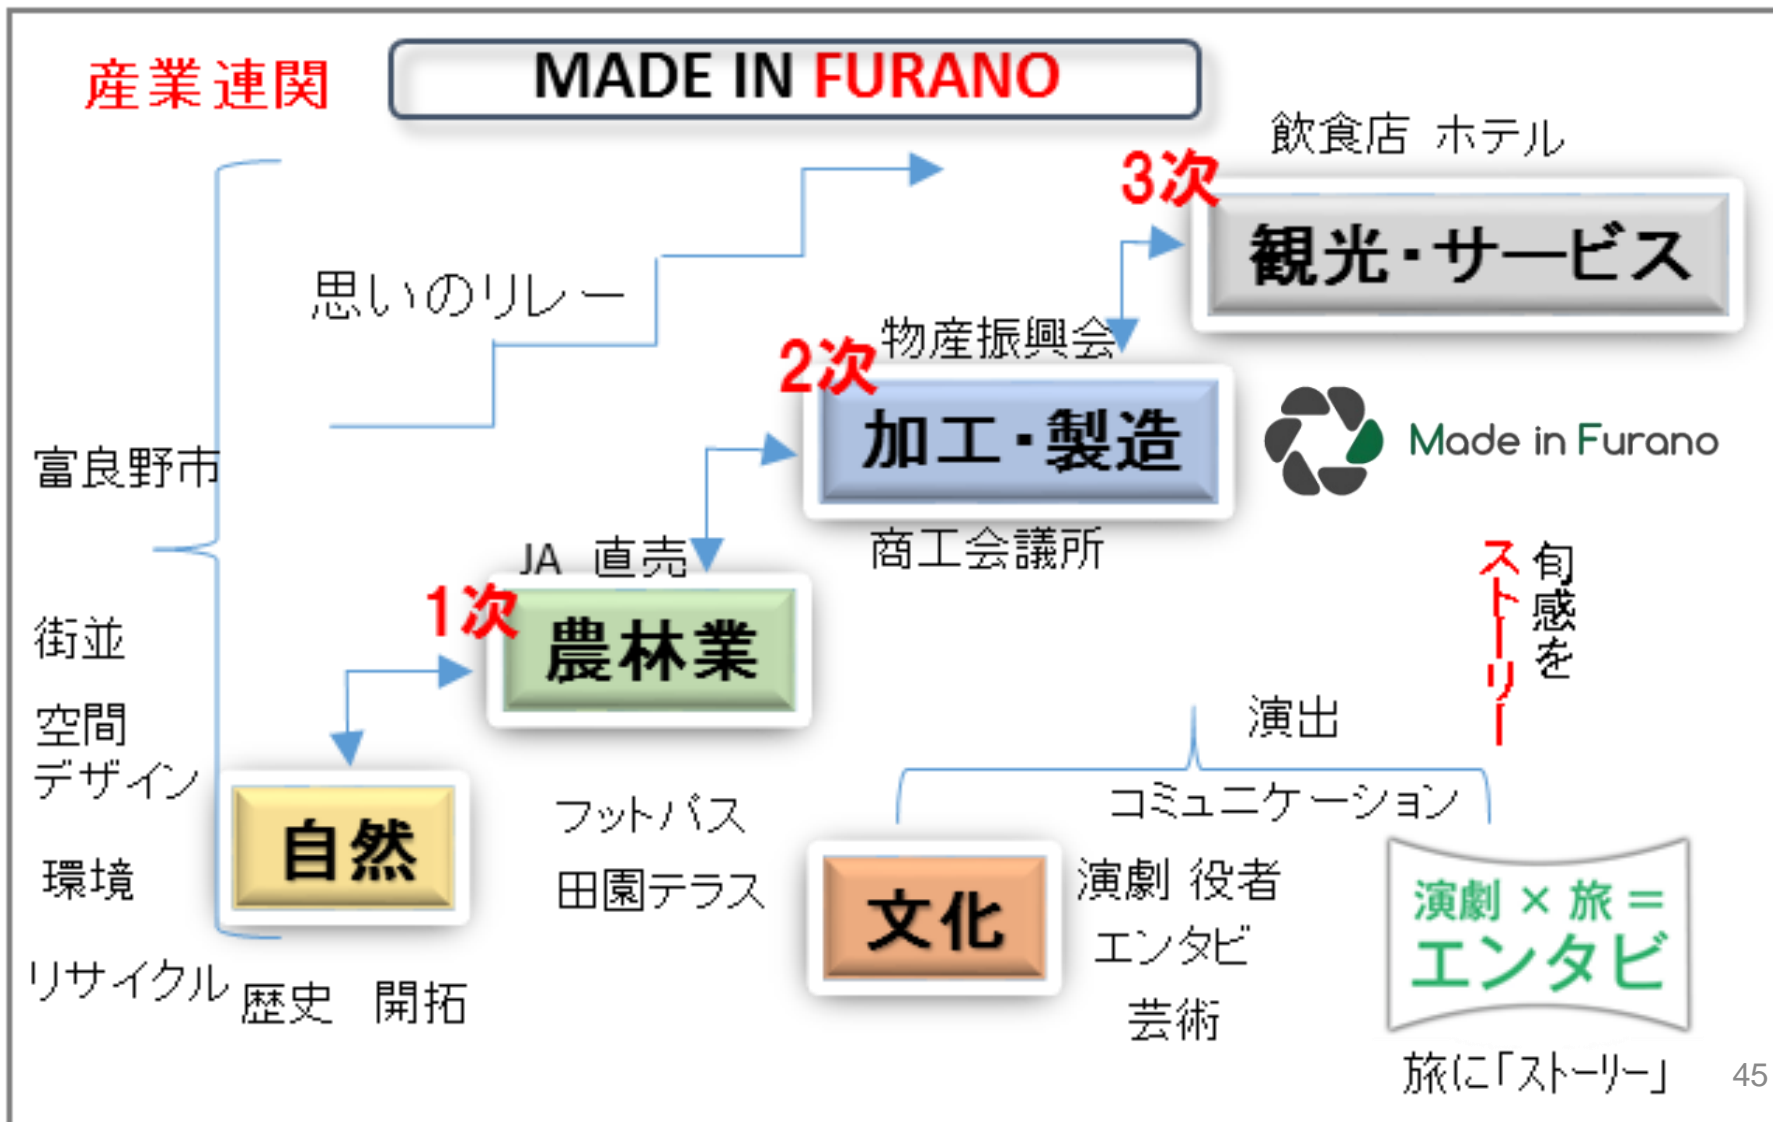 産業連関
MADE IN FURANO
飲食店 ホテル
3次
観光・サービス
思いのリレー
物産振興会
2次
加工・製造
Made in Furano
富良野市
商工会議所
JA 直売
1次
農林業
旬感を
ストーリー
街並
空間
デザイン
演出
コミュニケーション
フットパス
自然
環境
田園テラス
文化
演劇 役者
エンタビ
芸術
演劇 × 旅 =
エンタビ
リサイクル
歴史 開拓
旅に「ストーリー」
45